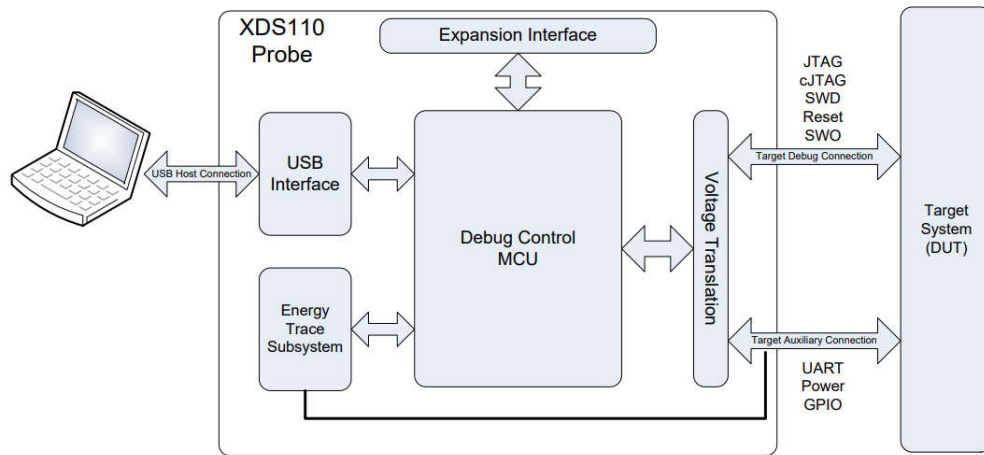 XDS110
Probe
Expansion Interface
JTAG
cJTAG
SWD
Reset
SWO
USB Host Connection
USB
Interface
Debug Control
MCU
Voltage Translation
Target Debug Connection
Target
System
(DUT)
Energy
Trace
Subsystem
Target Auxiliary Connection
UART
Power
GPIO